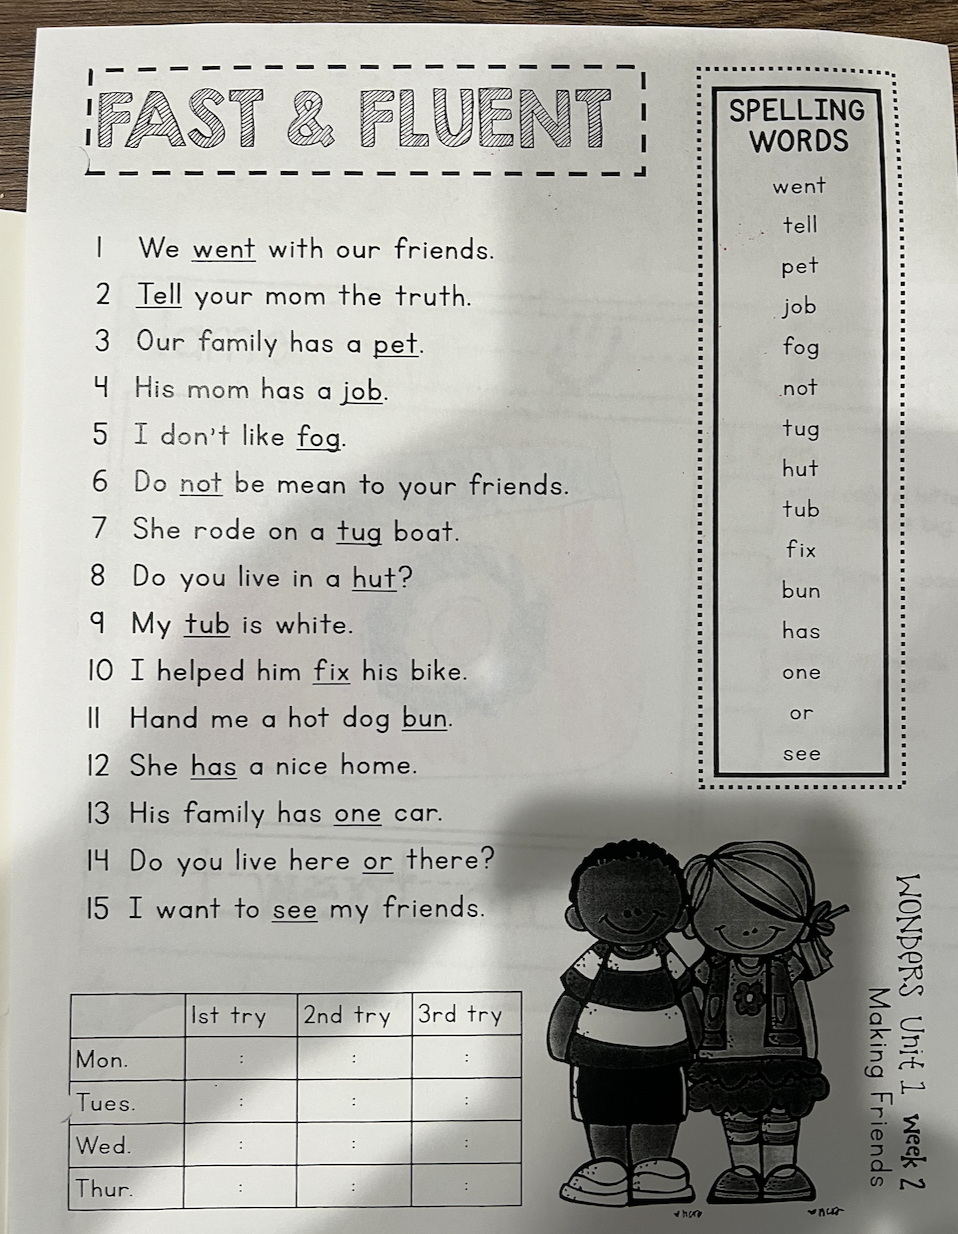 FAST & FLUENT
1 We went with our friends.
2 Tell your mom the truth.
3 Our family has a pet.
4 His mom has a job.
5 I don't like fog.
6 Do not be mean to your friends.
7 She rode on a tug boat.
8 Do you live in a hut?
9 My tub is white.
10 I helped him fix his bike.
11 Hand me a hot dog bun.
12 She has a nice home.
13 His family has one car.
14 Do you live here or there?
15 I want to see my friends.
SPELLING
WORDS
went
tell
pet
job
fog
not
tug
hut
tub
fix
bun
has
one
or
see
1st try 2nd try 3rd try
Mon. : : :
Tues. : : :
Wed. : : :
Thur. : : :
WONDERS Unit 1 week 2
Making Friends